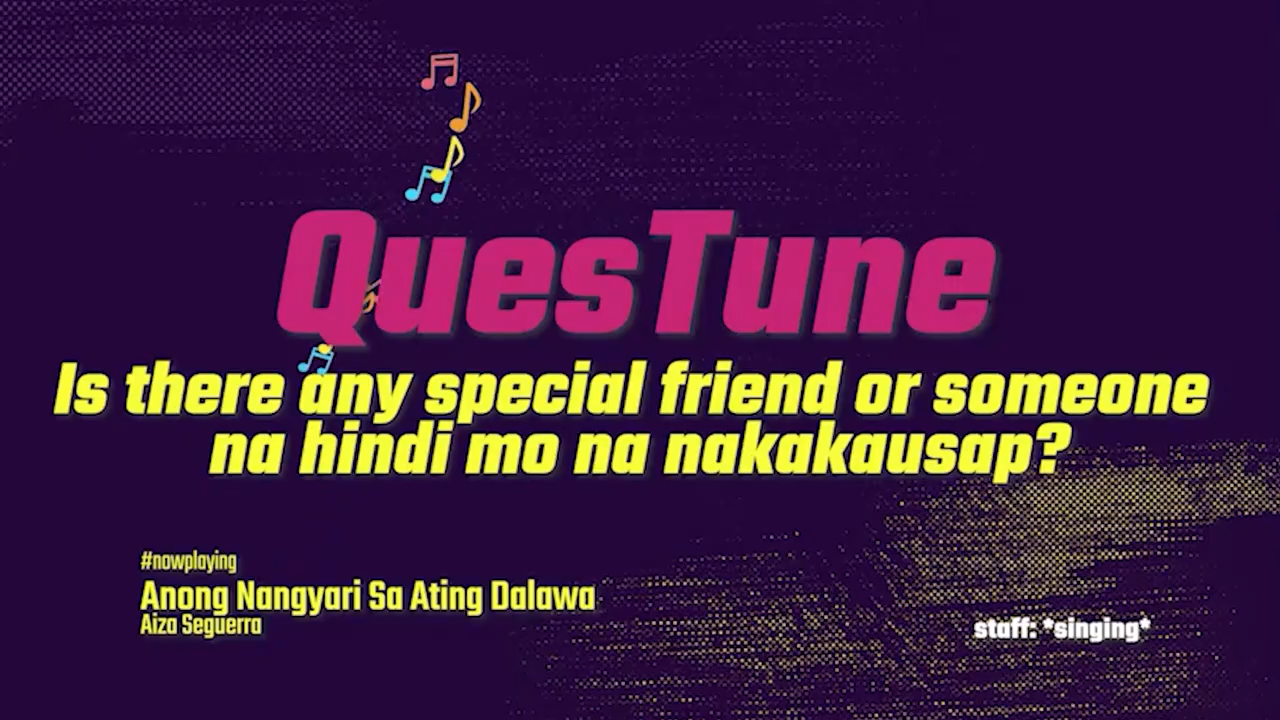 QuesTune
Is there any special friend or someone
na hindi mo na nakakausap?
#nowplaying
Anong Nangyari Sa Ating Dalawa
Aiza Seguerra
staff: *singing*